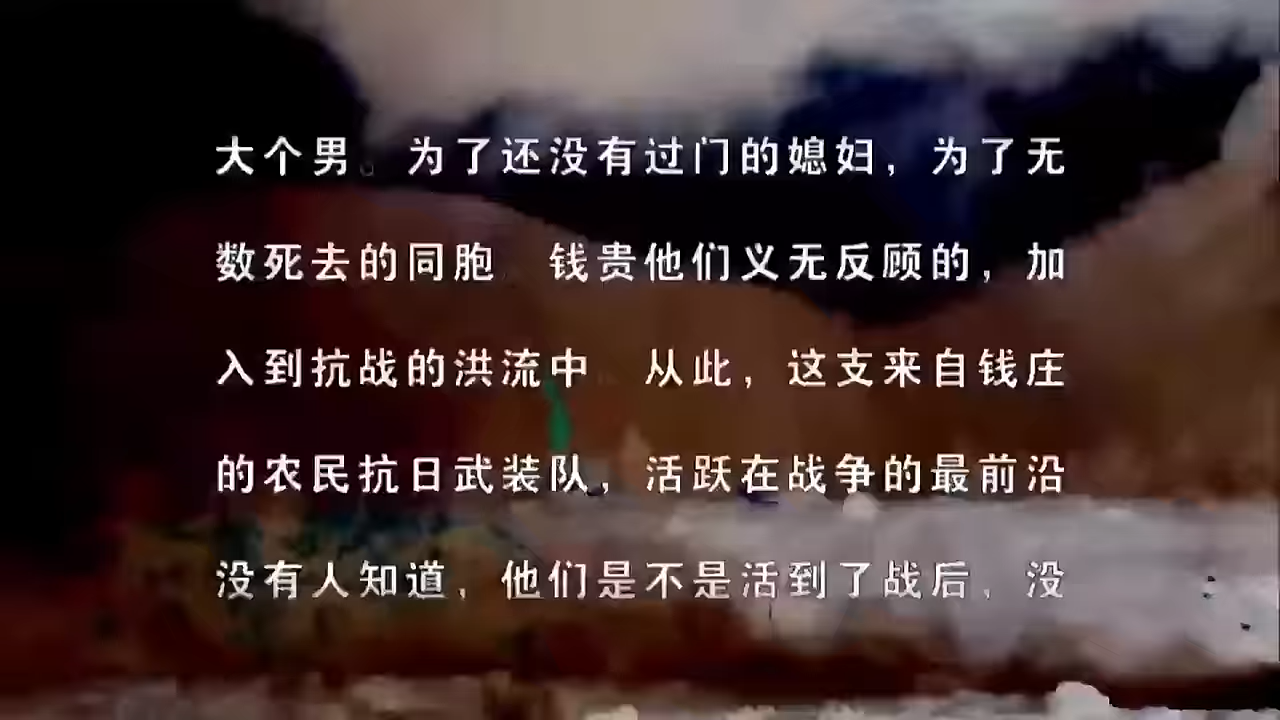 大个男。为了还没有过门的媳妇，为了无
数死去的同胞 钱贵他们义无反顾的，加
入到抗战的洪流中。从此，这支来自钱庄
的农民抗日武装队，活跃在战争的最前沿
没有人知道，他们是不是活到了战后，没